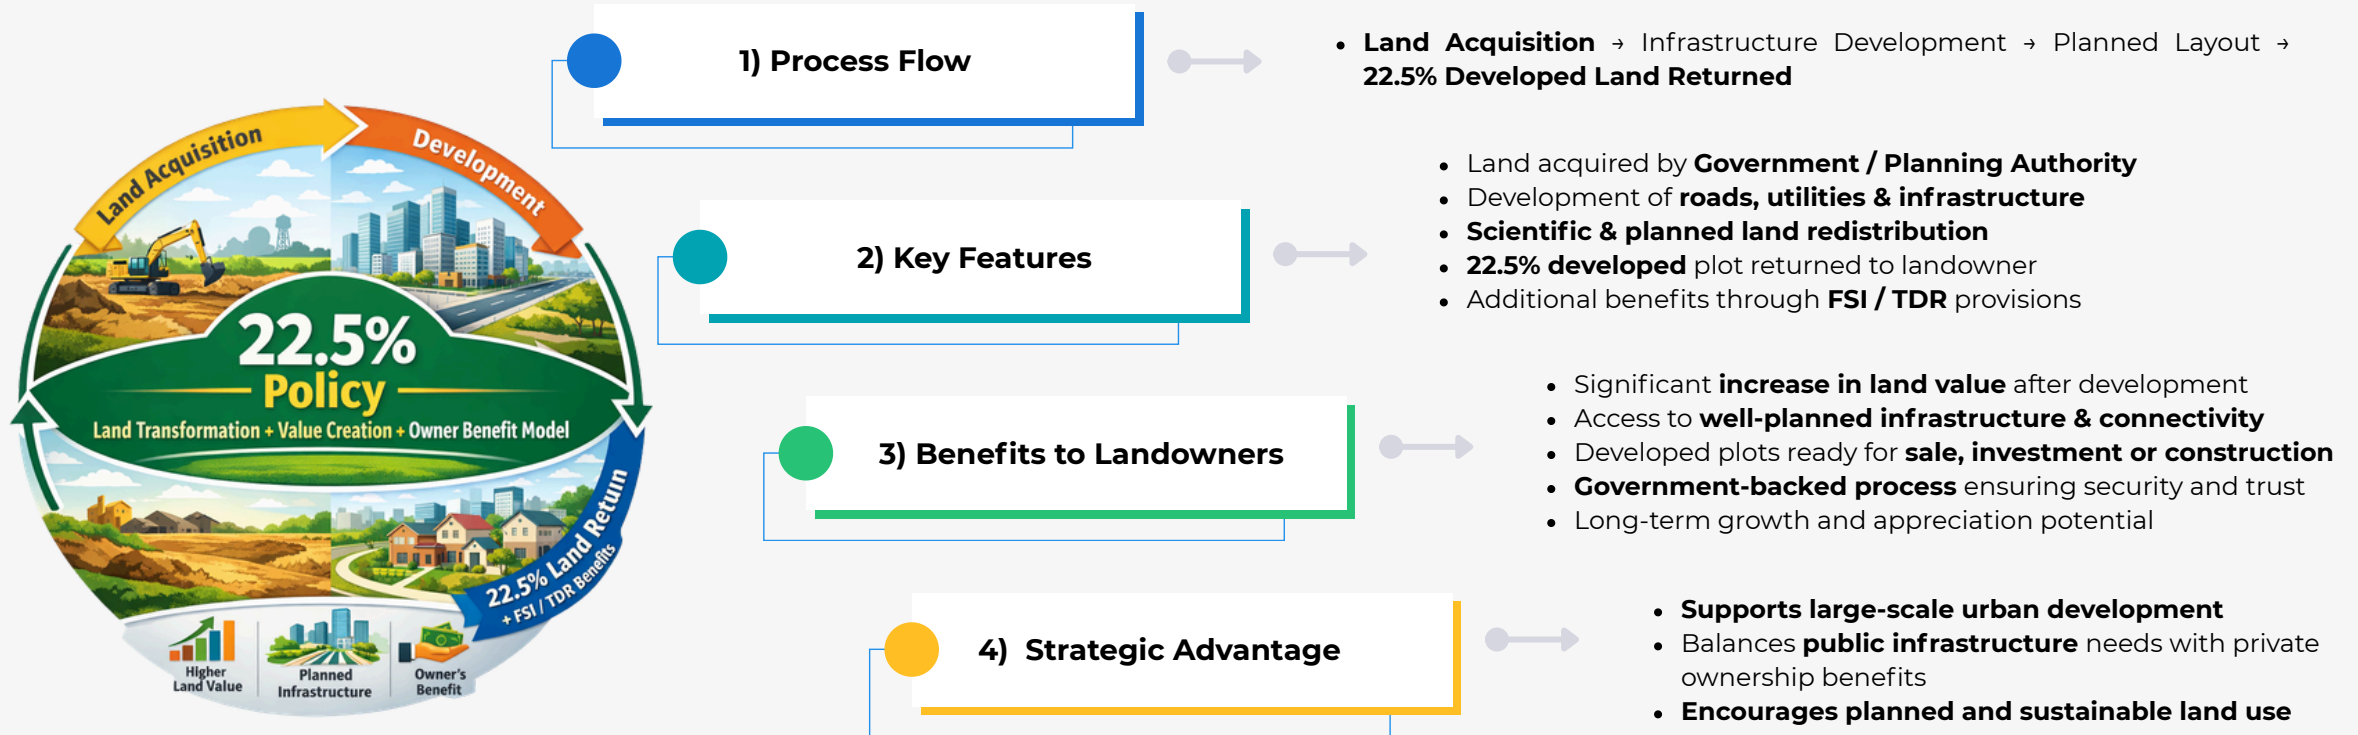 Land Acquisition
Development
22.5%
Policy
Land Transformation + Value Creation + Owner Benefit Model
22.5% Land Return
+ FSI / TDR Benefits
Higher
Land Value
Planned
Infrastructure
Owner's
Benefit
1) Process Flow
• Land Acquisition → Infrastructure Development → Planned Layout →
22.5% Developed Land Returned
2) Key Features
• Land acquired by Government / Planning Authority
• Development of roads, utilities & infrastructure
• Scientific & planned land redistribution
• 22.5% developed plot returned to landowner
• Additional benefits through FSI / TDR provisions
3) Benefits to Landowners
• Significant increase in land value after development
• Access to well-planned infrastructure & connectivity
• Developed plots ready for sale, investment or construction
• Government-backed process ensuring security and trust
• Long-term growth and appreciation potential
4) Strategic Advantage
• Supports large-scale urban development
• Balances public infrastructure needs with private
ownership benefits
• Encourages planned and sustainable land use